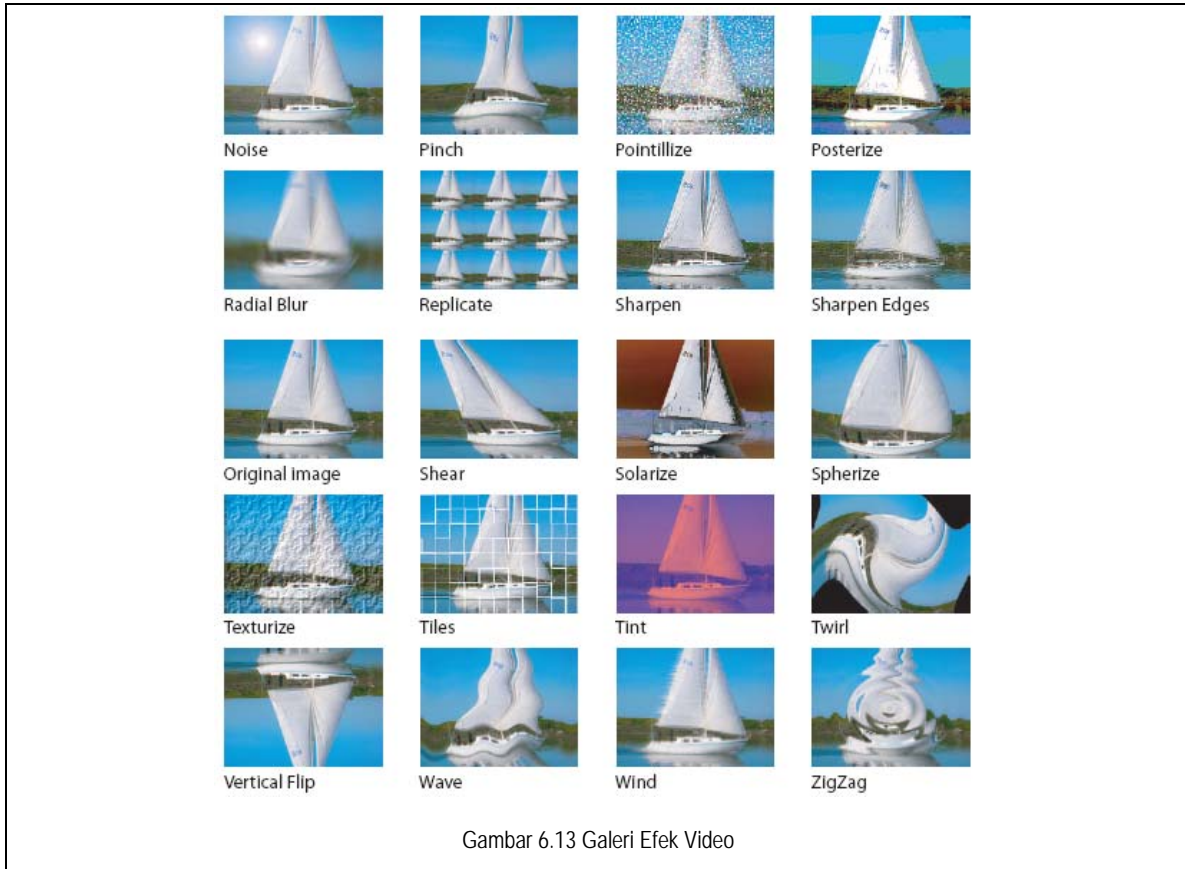 Noise Pinch Pointillize Posterize
Radial Blur Replicate Sharpen Sharpen Edges
Original image Shear Solarize Spherize
Texturize Tiles Tint Twirl
Vertical Flip Wave Wind ZigZag
Gambar 6.13 Galeri Efek Video